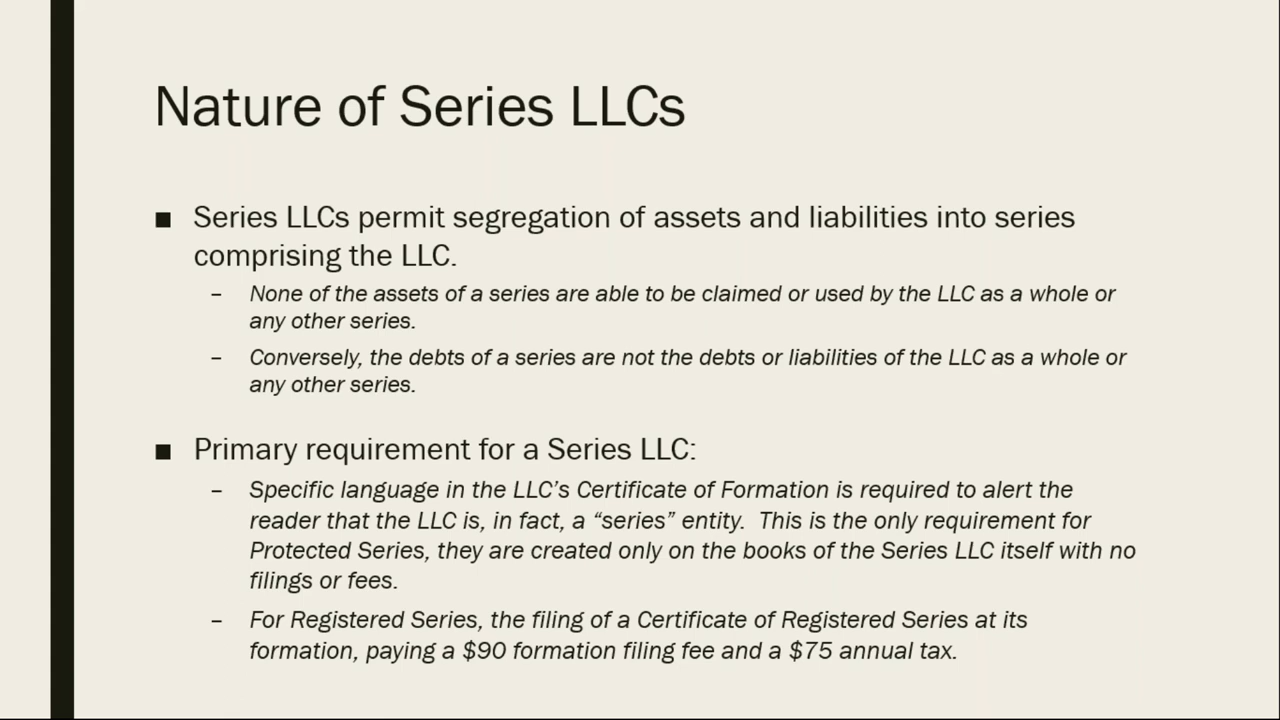 Nature of Series LLCs
■ Series LLCs permit segregation of assets and liabilities into series
comprising the LLC.
– None of the assets of a series are able to be claimed or used by the LLC as a whole or
any other series.
– Conversely, the debts of a series are not the debts or liabilities of the LLC as a whole or
any other series.
■ Primary requirement for a Series LLC:
– Specific language in the LLC’s Certificate of Formation is required to alert the
reader that the LLC is, in fact, a “series” entity.  This is the only requirement for
Protected Series, they are created only on the books of the Series LLC itself with no
filings or fees.
– For Registered Series, the filing of a Certificate of Registered Series at its
formation, paying a $90 formation filing fee and a $75 annual tax.